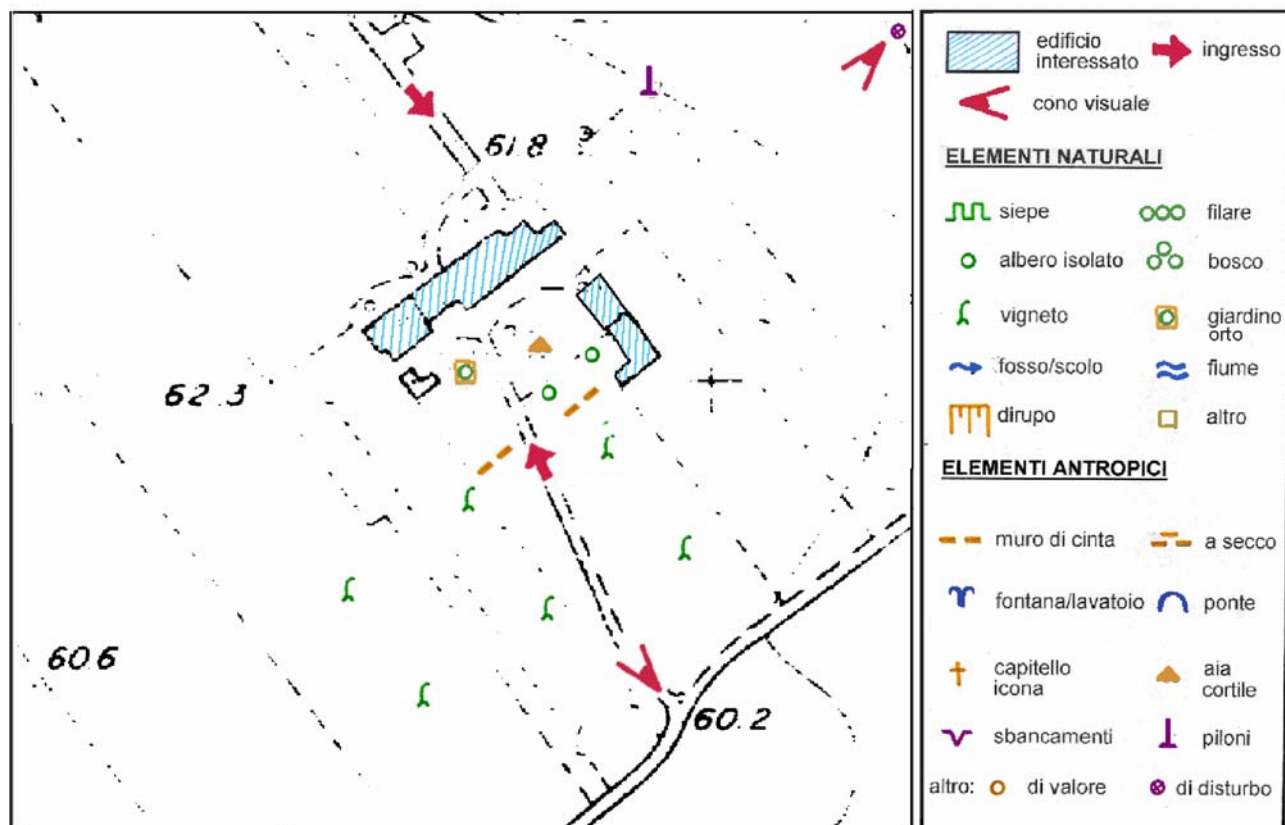 61.8
62.3
60.6
60.2
edificio
interessato
ingresso
cono visuale
ELEMENTI NATURALI
siepe
filare
albero isolato
bosco
vigneto
giardino
orto
fosso/scolo
fiume
dirupo
altro
ELEMENTI ANTROPICI
muro di cinta
a secco
fontana/lavatoio
ponte
capitello
icona
aia
cortile
sbancamenti
piloni
altro:
di valore
di disturbo